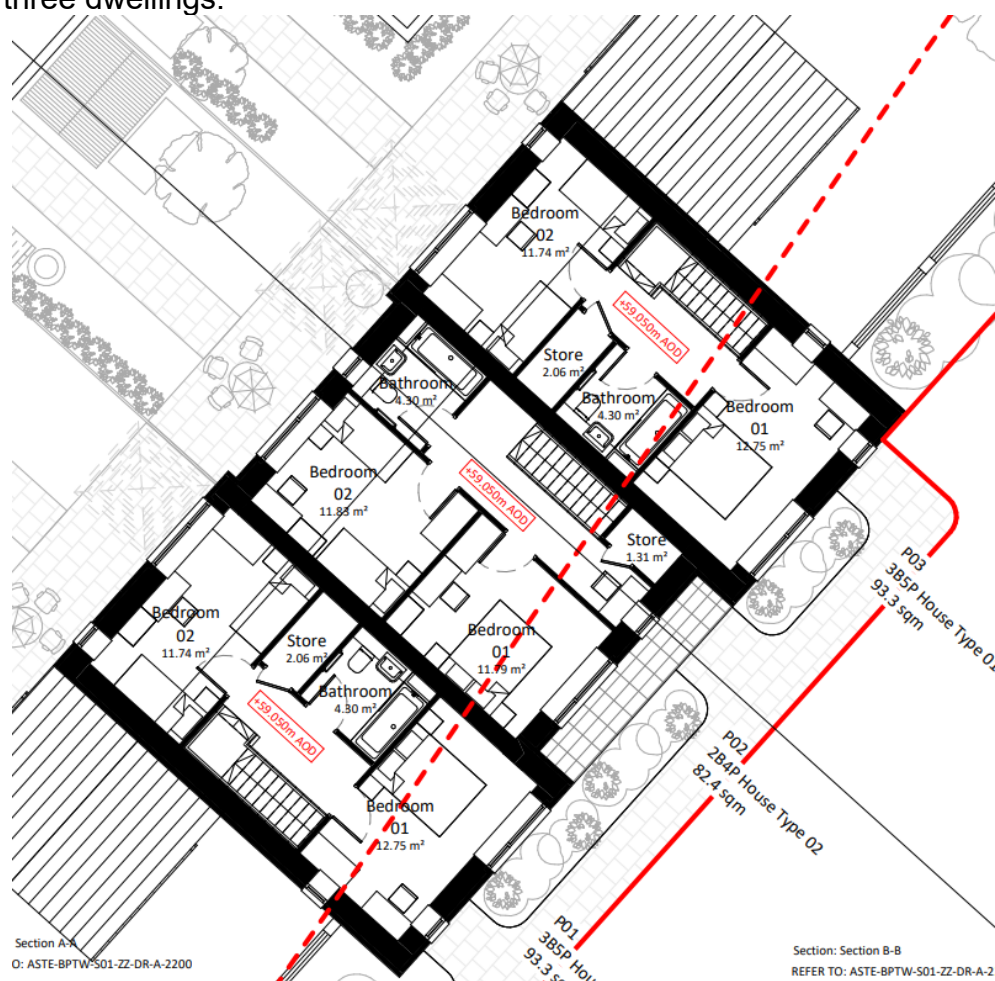 three dwellings.
Bedroom
02
11.74 m²
+59.050m AOD
Store
2.06 m²
Bathroom
4.30 m²
Bedroom
01
12.75 m²
Bathroom
4.30 m²
Bedroom
02
11.83 m²
+59.050m AOD
Store
1.31 m²
Bedroom
01
11.79 m²
Bedroom
02
11.74 m²
Store
2.06 m²
Bathroom
4.30 m²
+59.050m AOD
Bedroom
01
12.75 m²
P03
3B5P House Type 01
93.3 sqm
P02
2B4P House Type 02
82.4 sqm
P01
3B5P
93.3
Section A-A
O: ASTE-BPTW-S01-ZZ-DR-A-2200
Section: Section B-B
REFER TO: ASTE-BPTW-S01-ZZ-DR-A-2